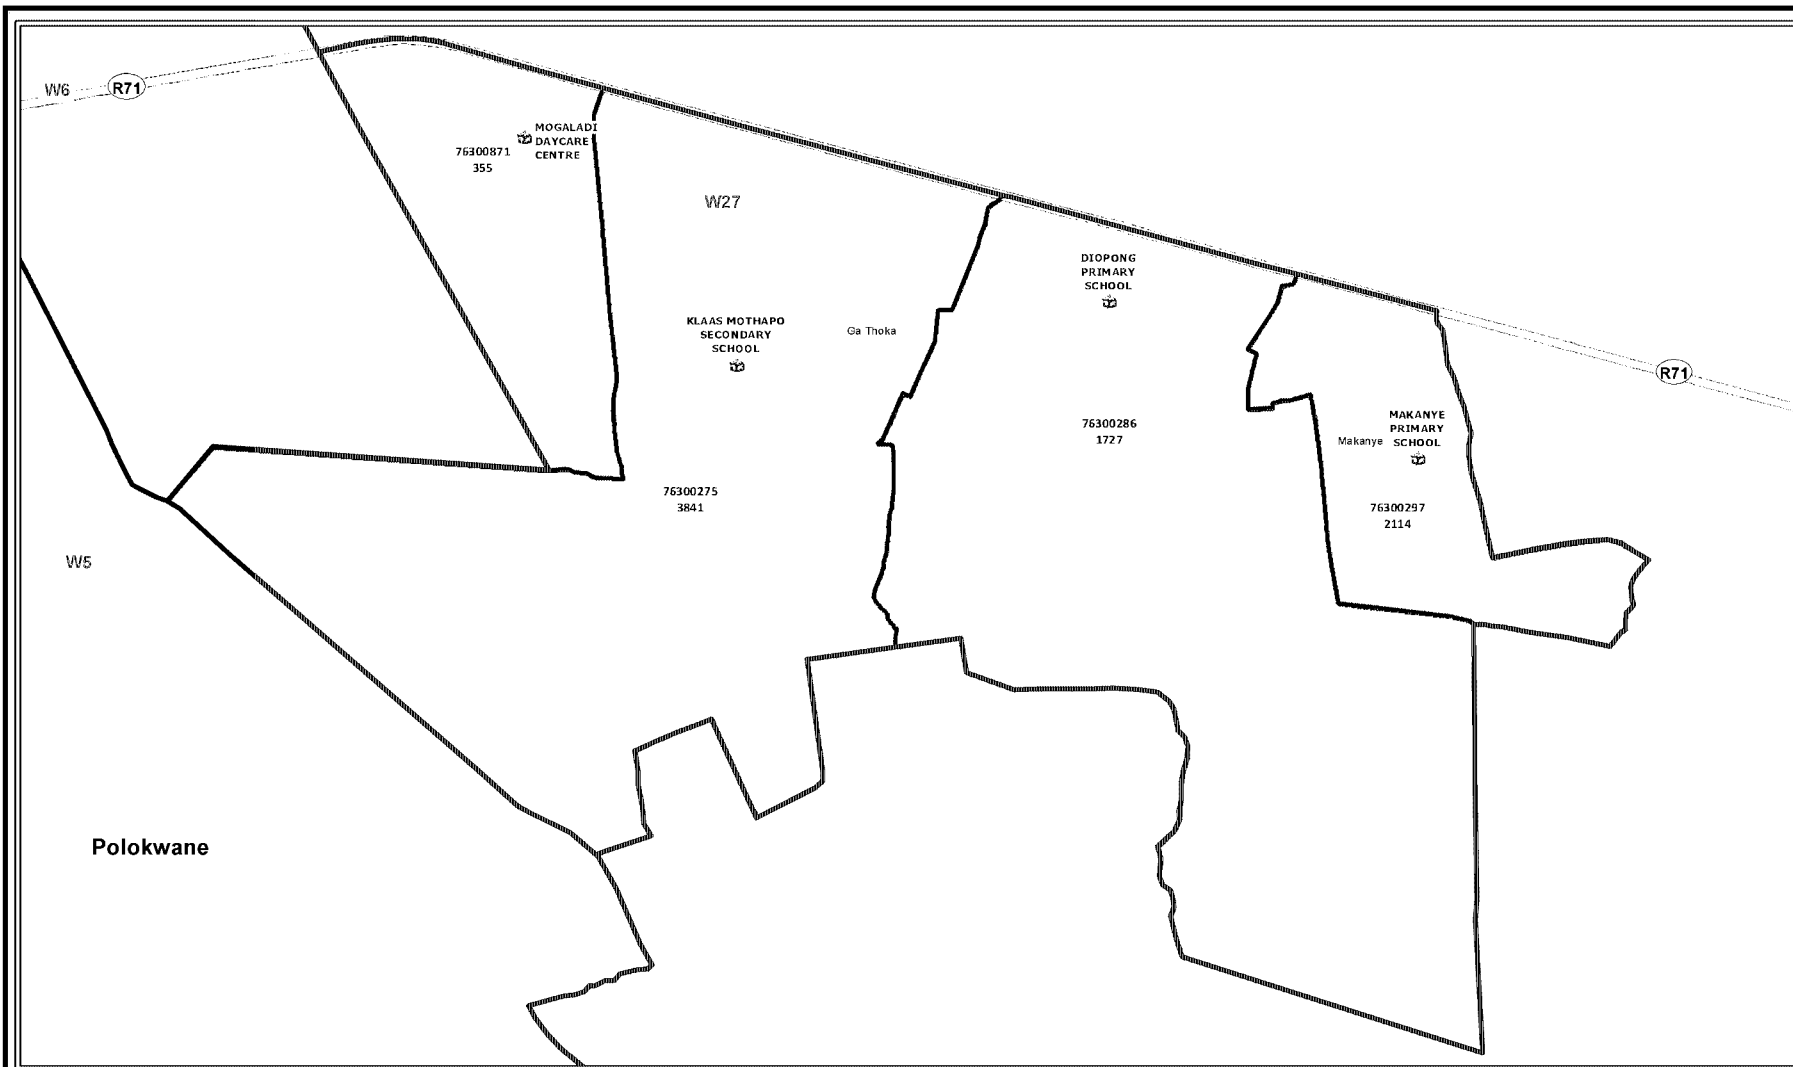 W6
R71
MOGALADI
DAYCARE
CENTRE
76300871
355
W27
DIOPONG
PRIMARY
SCHOOL
KLAAS MOTHAPO
SECONDARY
SCHOOL
Ga Thoka
R71
76300286
1727
MAKANYE
PRIMARY
SCHOOL
Makanye
76300275
3841
76300297
2114
W5
Polokwane